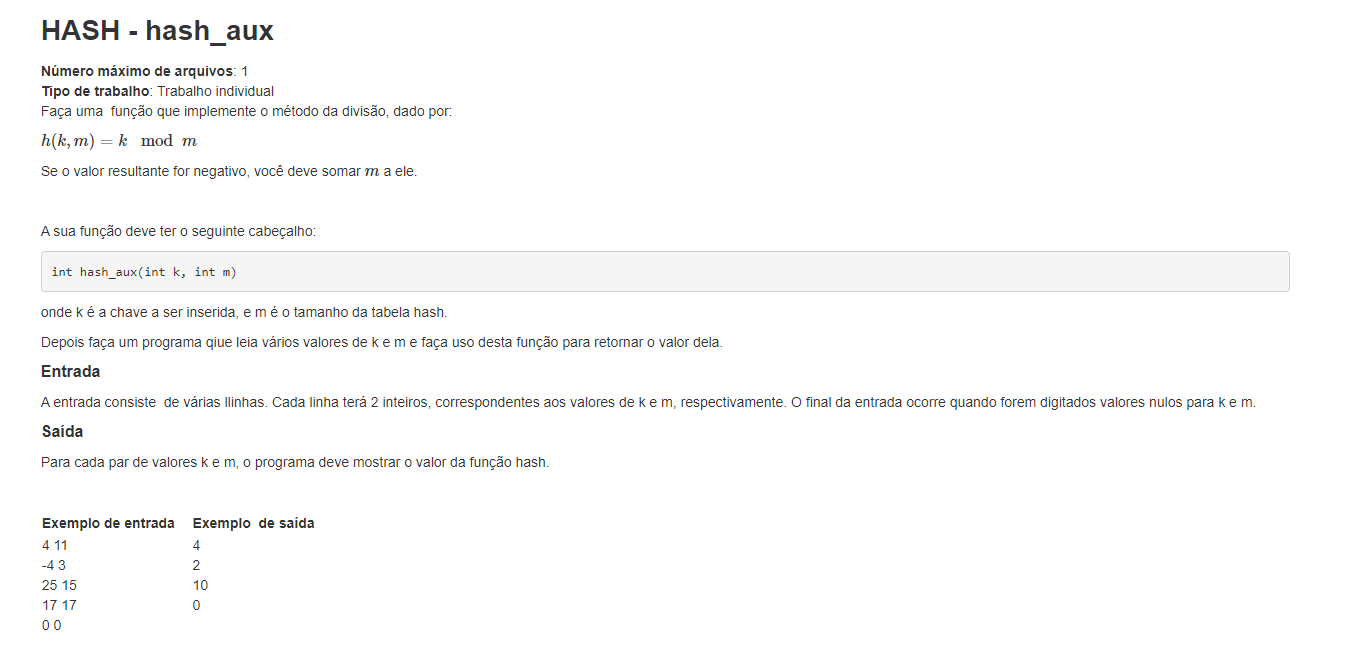 HASH - hash_aux
Número máximo de arquivos: 1
Tipo de trabalho: Trabalho individual
Faça uma  função que implemente o método da divisão, dado por:
h(k, m) = k mod m
Se o valor resultante for negativo, você deve somar m a ele.
A sua função deve ter o seguinte cabeçalho:
int hash_aux(int k, int m)
onde k é a chave a ser inserida, e m é o tamanho da tabela hash.
Depois faça um programa qiue leia vários valores de k e m e faça uso desta função para retornar o valor dela.
Entrada
A entrada consiste  de várias llinhas. Cada linha terá 2 inteiros, correspondentes aos valores de k e m, respectivamente. O final da entrada ocorre quando forem digitados valores nulos para k e m.
Saída
Para cada par de valores k e m, o programa deve mostrar o valor da função hash.
Exemplo de entrada Exemplo  de saída
4 11 4
-4 3 2
25 15 10
17 17 0
0 0